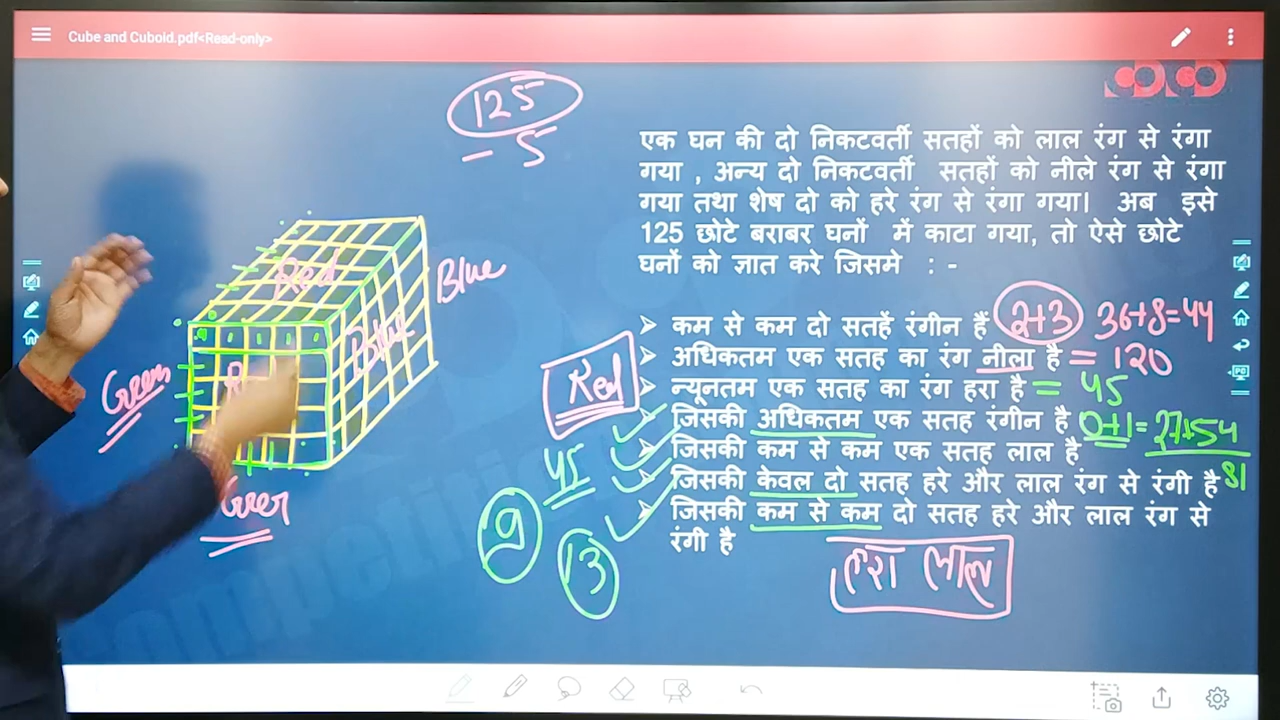 Cube and Cuboid.pdf<Read-only>
125
- 5
एक घन की दो निकटवर्ती सतहों को लाल रंग से रंगा
गया , अन्य दो निकटवर्ती सतहों को नीले रंग से रंगा
गया तथा शेष दो को हरे रंग से रंगा गया। अब इसे
125 छोटे बराबर घनों में काटा गया, तो ऐसे छोटे
घनों को ज्ञात करे जिसमे : -
➤ कम से कम दो सतहें रंगीन हैं 2+3 36+8=44
➤ अधिकतम एक सतह का रंग नीला है = 120
➤ न्यूनतम एक सतह का रंग हरा है = 45
➤ जिसकी अधिकतम एक सतह रंगीन है 0+1=27+54
81
➤ जिसकी कम से कम एक सतह लाल है
➤ जिसकी केवल दो सतह हरे और लाल रंग से रंगी है
➤ जिसकी कम से कम दो सतह हरे और लाल रंग से
रंगी है
Red
45
9
13
हरा लाल
Red
Blue
Blue
Green